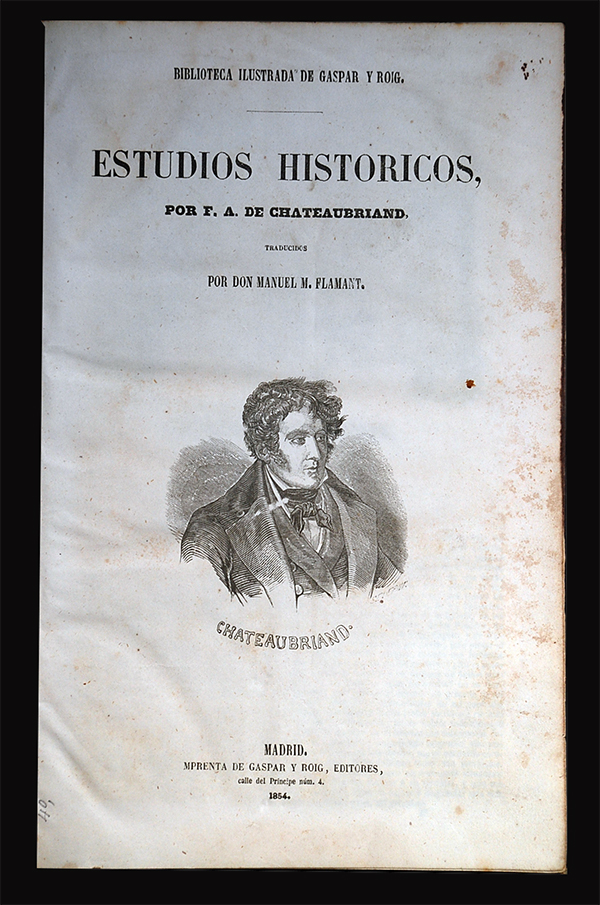 BIBLIOTECA ILUSTRADA DE GASPAR Y ROIG.
ESTUDIOS HISTORICOS,
POR F. A. DE CHATEAUBRIAND,
TRADUCIDOS
POR DON MANUEL M. FLAMANT.
CHATEAUBRIAND.
MADRID.
MPRENTA DE GASPAR Y ROIG, EDITORES,
calle del Príncipe núm. 4.
1854.